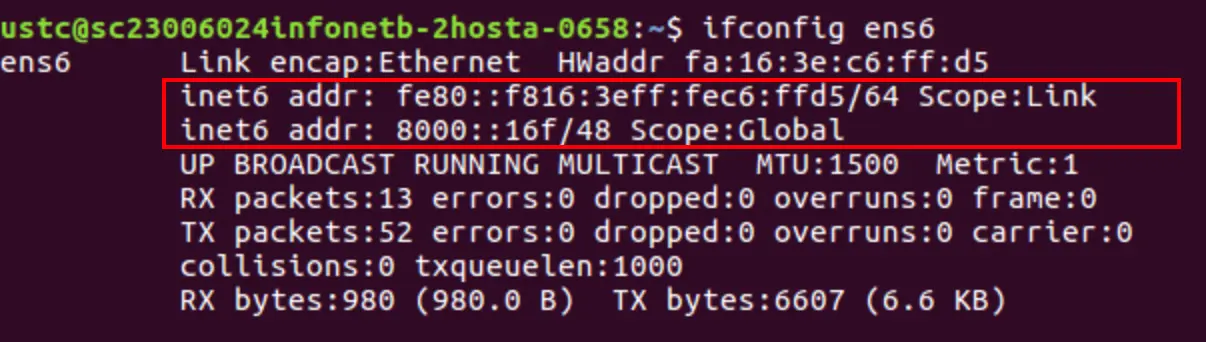 ustc@sc23006024infonetb-2hosta-0658:~$ ifconfig ens6
ens6      Link encap:Ethernet  HWaddr fa:16:3e:c6:ff:d5
          inet6 addr: fe80::f816:3eff:fec6:ffd5/64 Scope:Link
          inet6 addr: 8000::16f/48 Scope:Global
          UP BROADCAST RUNNING MULTICAST  MTU:1500  Metric:1
          RX packets:13 errors:0 dropped:0 overruns:0 frame:0
          TX packets:52 errors:0 dropped:0 overruns:0 carrier:0
          collisions:0 txqueuelen:1000
          RX bytes:980 (980.0 B)  TX bytes:6607 (6.6 KB)